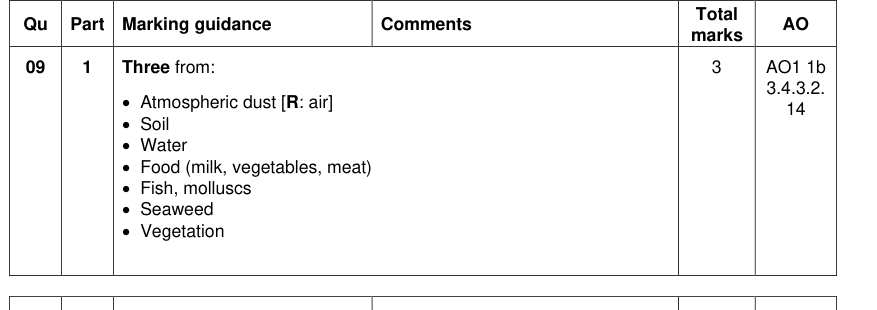 Qu Part Marking guidance Comments Total marks AO
09 1 Three from: 3 AO1 1b
3.4.3.2.
14
• Atmospheric dust [R: air]
• Soil
• Water
• Food (milk, vegetables, meat)
• Fish, molluscs
• Seaweed
• Vegetation